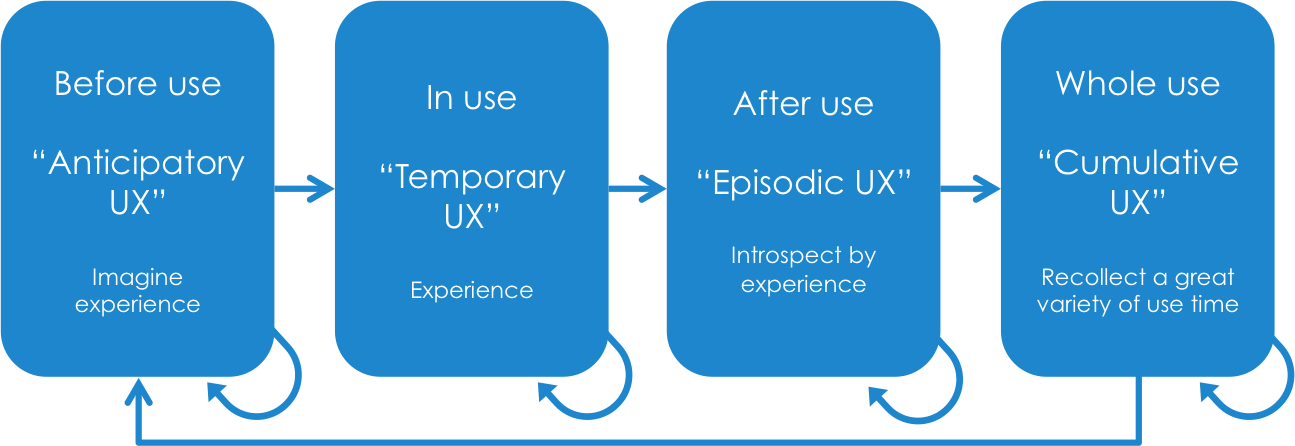 Before use
“Anticipatory
UX”
Imagine
experience
In use
“Temporary
UX”
Experience
After use
“Episodic UX”
Introspect by
experience
Whole use
“Cumulative
UX”
Recollect a great
variety of use time